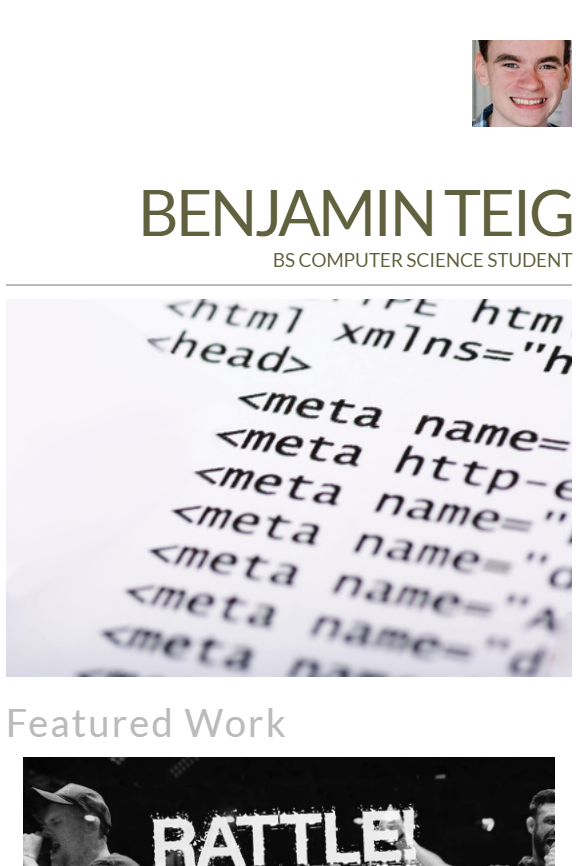 BENJAMIN TEIG
BS COMPUTER SCIENCE STUDENT
<html xmlns="h
<head>
<meta name=
<meta http-e
<meta name="
<meta name="d
<meta name="A
<meta name="d
Featured Work
RATTLE!